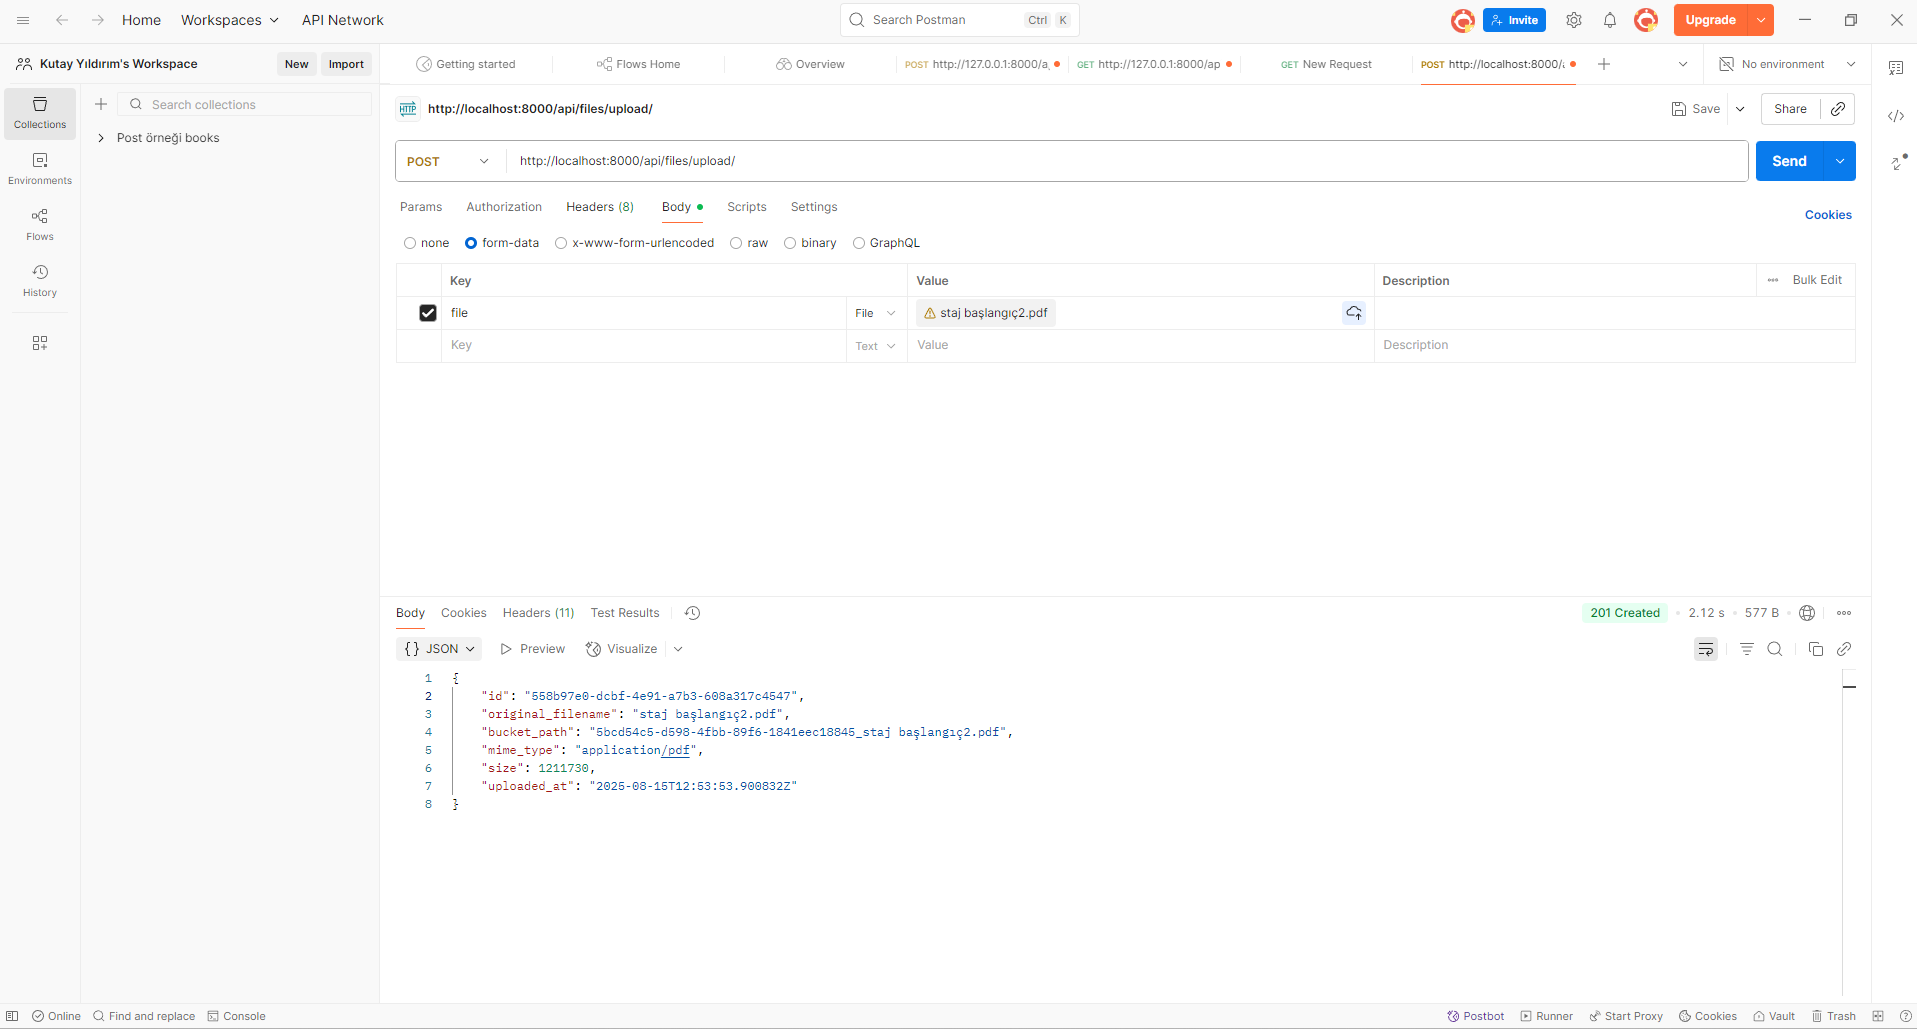 Home Workspaces API Network Search Postman Ctrl K Invite Upgrade
Kutay Yıldırım's Workspace New Import Getting started Flows Home Overview POST http://127.0.0.1:8000/a GET http://127.0.0.1:8000/ap GET New Request POST http://localhost:8000/ No environment
Search collections
Collections
Post örneği books
Environments
Flows
History
HTTP http://localhost:8000/api/files/upload/ Save Share
POST http://localhost:8000/api/files/upload/ Send
Params Authorization Headers (8) Body Scripts Settings Cookies
none form-data x-www-form-urlencoded raw binary GraphQL
Key Value Description Bulk Edit
file File staj başlangıç2.pdf
Key Text Value Description
Body Cookies Headers (11) Test Results 201 Created 2.12 s 577 B
{} JSON Preview Visualize
1 {
2 "id": "558b97e0-dcbf-4e91-a7b3-608a317c4547",
3 "original_filename": "staj başlangıç2.pdf",
4 "bucket_path": "5bcd54c5-d598-4fbb-89f6-1841eec18845_staj başlangıç2.pdf",
5 "mime_type": "application/pdf",
6 "size": 1211730,
7 "uploaded_at": "2025-08-15T12:53:53.900832Z"
8 }
Online Find and replace Console Postbot Runner Start Proxy Cookies Vault Trash